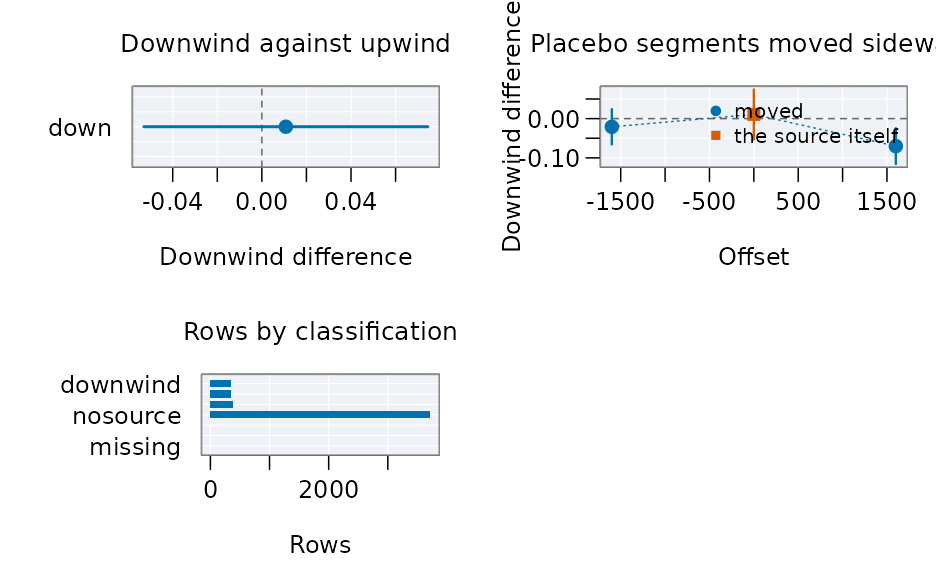 Downwind against upwind
down
-0.04 0.00 0.04
Downwind difference
Placebo segments moved sidewa
Downwind difference
0.00
-0.10
moved
the source itself
-1500 -500 500 1500
Offset
Rows by classification
downwind
nosource
missing
0 2000
Rows